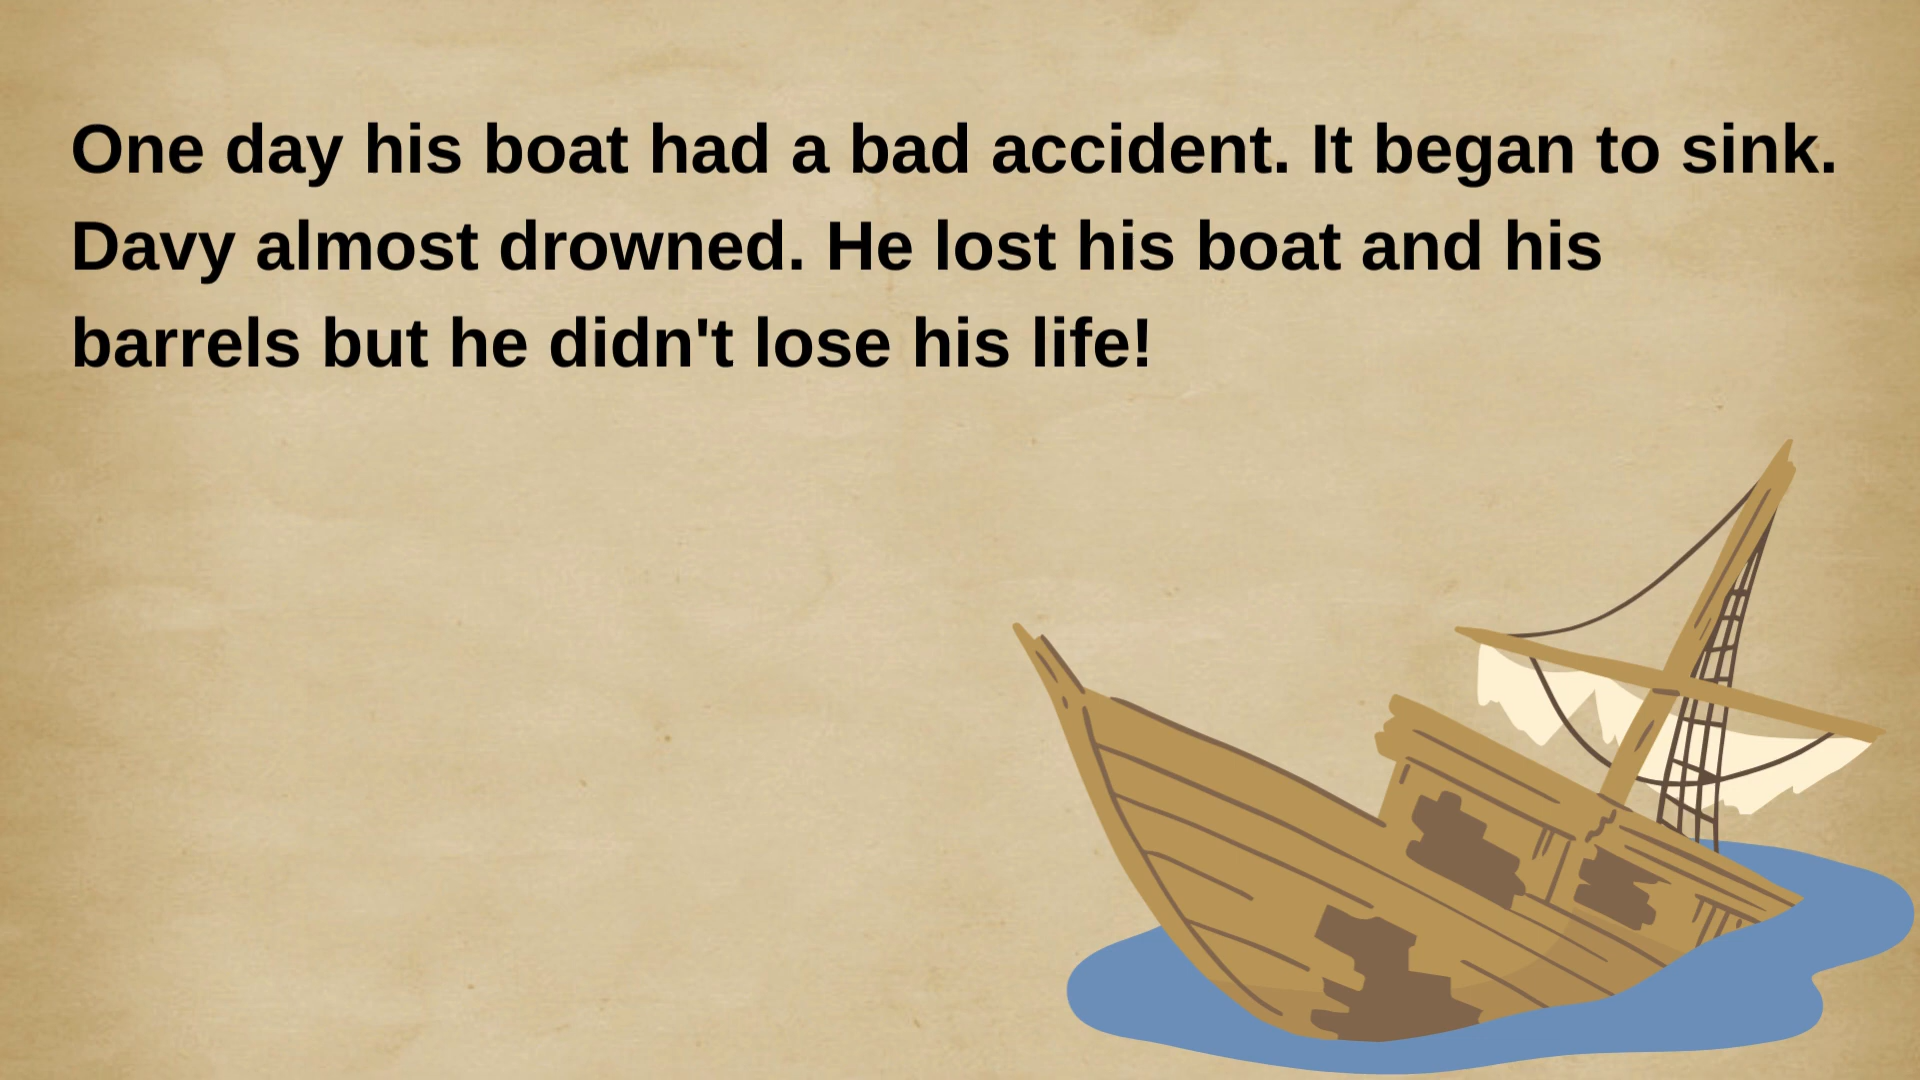 One day his boat had a bad accident. It began to sink.
Davy almost drowned. He lost his boat and his
barrels but he didn't lose his life!